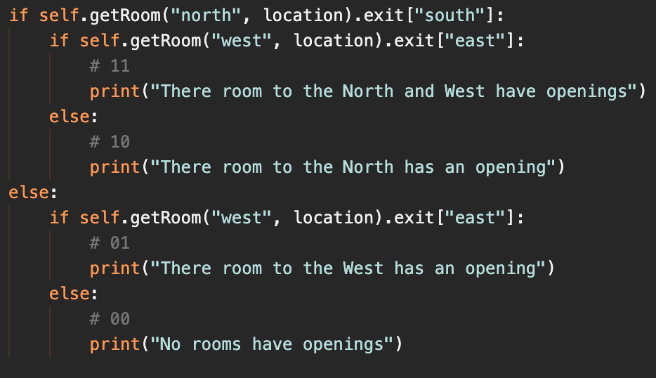 if self.getRoom("north", location).exit["south"]:
    if self.getRoom("west", location).exit["east"]:
        # 11
        print("There room to the North and West have openings")
    else:
        # 10
        print("There room to the North has an opening")
else:
    if self.getRoom("west", location).exit["east"]:
        # 01
        print("There room to the West has an opening")
    else:
        # 00
        print("No rooms have openings")